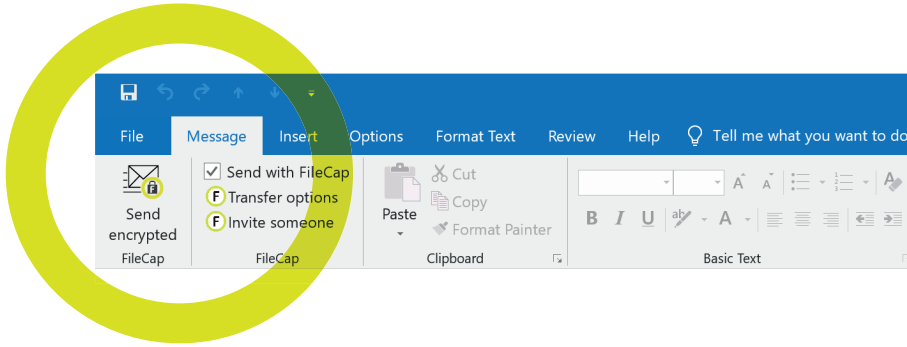 File Message Insert Options Format Text Review Help Tell me what you want to do
Send encrypted
FileCap
Send with FileCap
F Transfer options
F Invite someone
FileCap
Paste
Cut
Copy
Format Painter
Clipboard
A A
B I U ab A
Basic Text